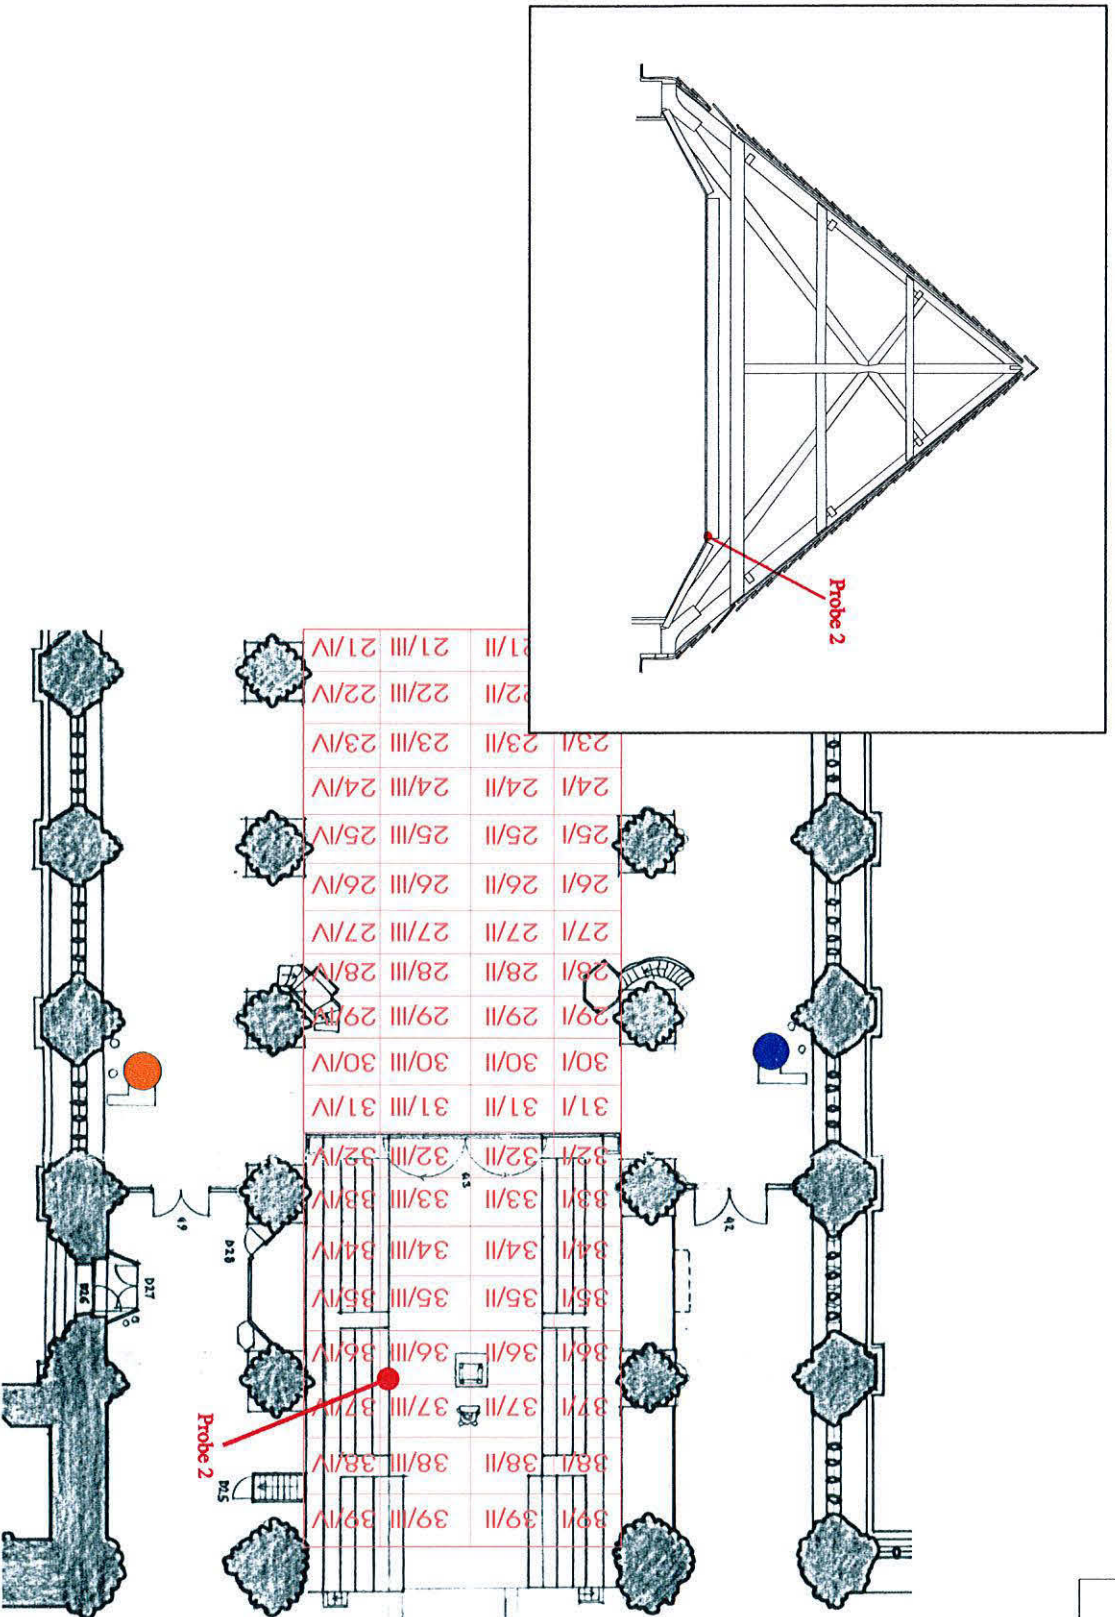 Probe 2
21/IV 21/III 21/II
22/IV 22/III 22/II
23/IV 23/III 23/II 23/I
24/IV 24/III 24/II 24/I
25/IV 25/III 25/II 25/I
26/IV 26/III 26/II 26/I
27/IV 27/III 27/II 27/I
28/IV 28/III 28/II 28/I
29/IV 29/III 29/II 29/I
30/IV 30/III 30/II 30/I
31/IV 31/III 31/II 31/I
32/IV 32/III 32/II 32/I
G3
33/IV 33/III 33/II 33/I
G9
G2
34/IV 34/III 34/II 34/I
D28
D27
D26
35/IV 35/III 35/II 35/I
36/IV 36/III 36/II 36/I
37/IV 37/III 37/II 37/I
Probe 2
38/IV 38/III 38/II 38/I
D25
39/IV 39/III 39/II 39/I